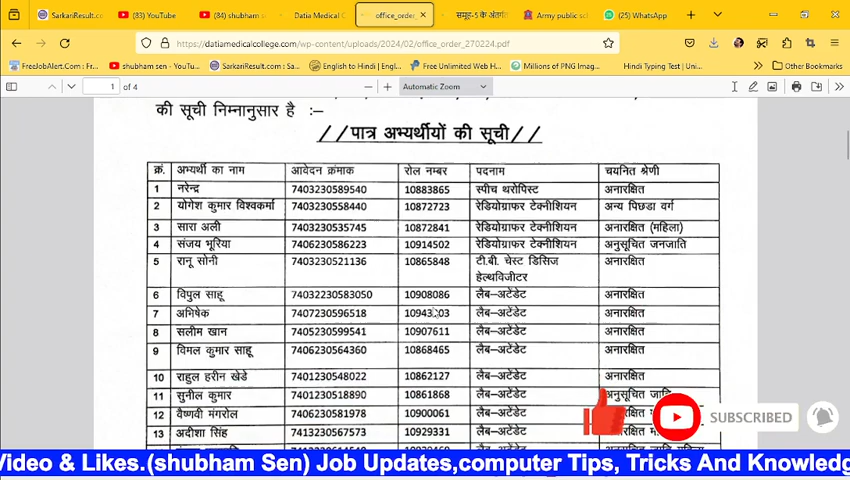 SarkariResult.com
(83) YouTube
(84) shubham s
Datia Medical C
office_order_
समूह-5 के अंतर्ग
Army public sc
(25) WhatsApp
https://datiamedicalcollege.com/wp-content/uploads/2024/02/office_order_270224.pdf
FreeJobAlert.Com : R...
shubham sen - YouTu...
SarkariResult.com : Sa...
English to Hindi | Engl...
Free Unlimited Web H...
Millions of PNG Imag...
Hindi Typing Test | Uni...
Other Bookmarks
1 of 4
Automatic Zoom
की सूची निम्नानुसार है :–
//पात्र अभ्यर्थीयों की सूची//
क्रं. अभ्यर्थी का नाम आवेदन क्रंमाक रोल नम्बर पदनाम चयनित श्रेणी
1 नरेन्द्र 7403230589540 10883865 स्पीच थरोपिस्ट अनारक्षित
2 योगेश कुमार विश्वकर्मा 7403230558440 10872723 रेडियोग्राफर टेक्नीशियन अन्य पिछडा वर्ग
3 सारा अली 7403230535745 10872841 रेडियोग्राफर टेक्नीशियन अनारक्षित (महिला)
4 संजय भूरिया 7406230586223 10914502 रेडियोग्राफर टेक्नीशियन अनुसूचित जनजाति
5 रानू सोनी 7403230521136 10865848 टी.बी. चेस्ट डिसिज अनारक्षित
हेल्थविजीटर
6 विपुल साहू 74032230583050 10908086 लैब–अटेंडेट अनारक्षित
7 अभिषेक 7407230596518 10943203 लैब–अटेंडेट अनारक्षित
8 सलीम खान 7405230599541 10907611 लैब–अटेंडेट अनारक्षित
9 विमल कुमार साहू 7406230564360 10868465 लैब–अटेंडेट अनारक्षित
10 राहुल हरीन खेडे 7401230548022 10862127 लैब–अटेंडेट अनारक्षित
11 सुनील कुमार 7401230518890 10861868 लैब–अटेंडेट अनुसूचित जाति
12 वैष्णवी मंगरोल 7406230581978 10900061 लैब–अटेंडेट
13 अदीशा सिंह 7413230567573 10929331 लैब–अटेंडेट
SUBSCRIBED
Video & Likes.(shubham Sen) Job Updates,computer Tips, Tricks And Knowledg